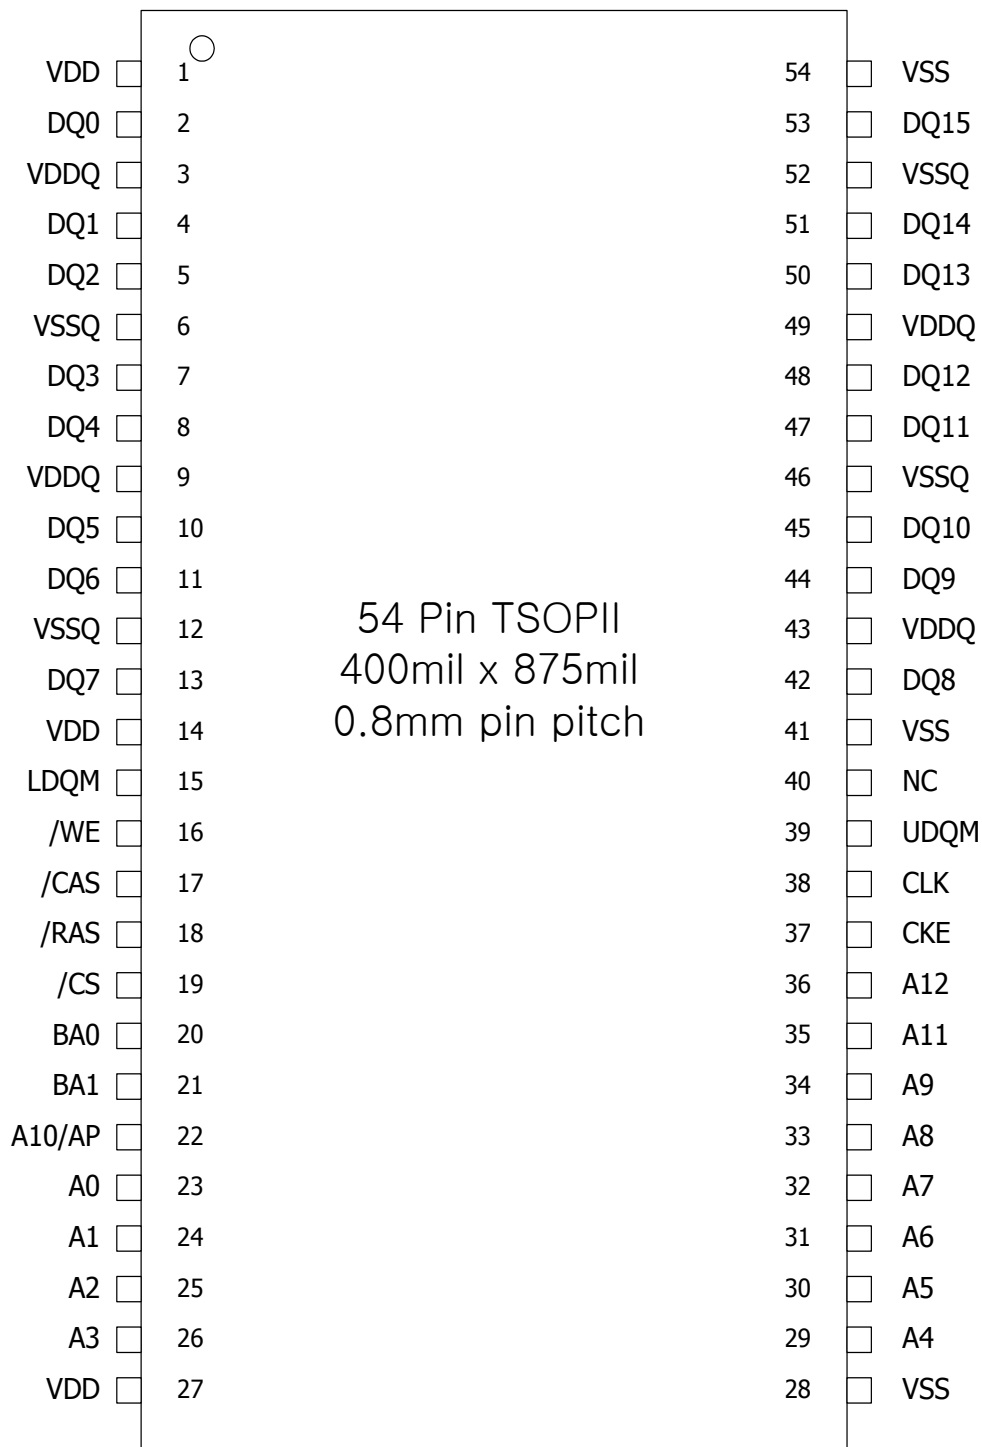 VDD 1 54 VSS
DQ0 2 53 DQ15
VDDQ 3 52 VSSQ
DQ1 4 51 DQ14
DQ2 5 50 DQ13
VSSQ 6 49 VDDQ
DQ3 7 48 DQ12
DQ4 8 47 DQ11
VDDQ 9 46 VSSQ
DQ5 10 45 DQ10
DQ6 11 44 DQ9
VSSQ 12 43 VDDQ
DQ7 13 42 DQ8
VDD 14 41 VSS
LDQM 15 40 NC
/WE 16 39 UDQM
/CAS 17 38 CLK
/RAS 18 37 CKE
/CS 19 36 A12
BA0 20 35 A11
BA1 21 34 A9
A10/AP 22 33 A8
A0 23 32 A7
A1 24 31 A6
A2 25 30 A5
A3 26 29 A4
VDD 27 28 VSS
54 Pin TSOPII
400mil x 875mil
0.8mm pin pitch